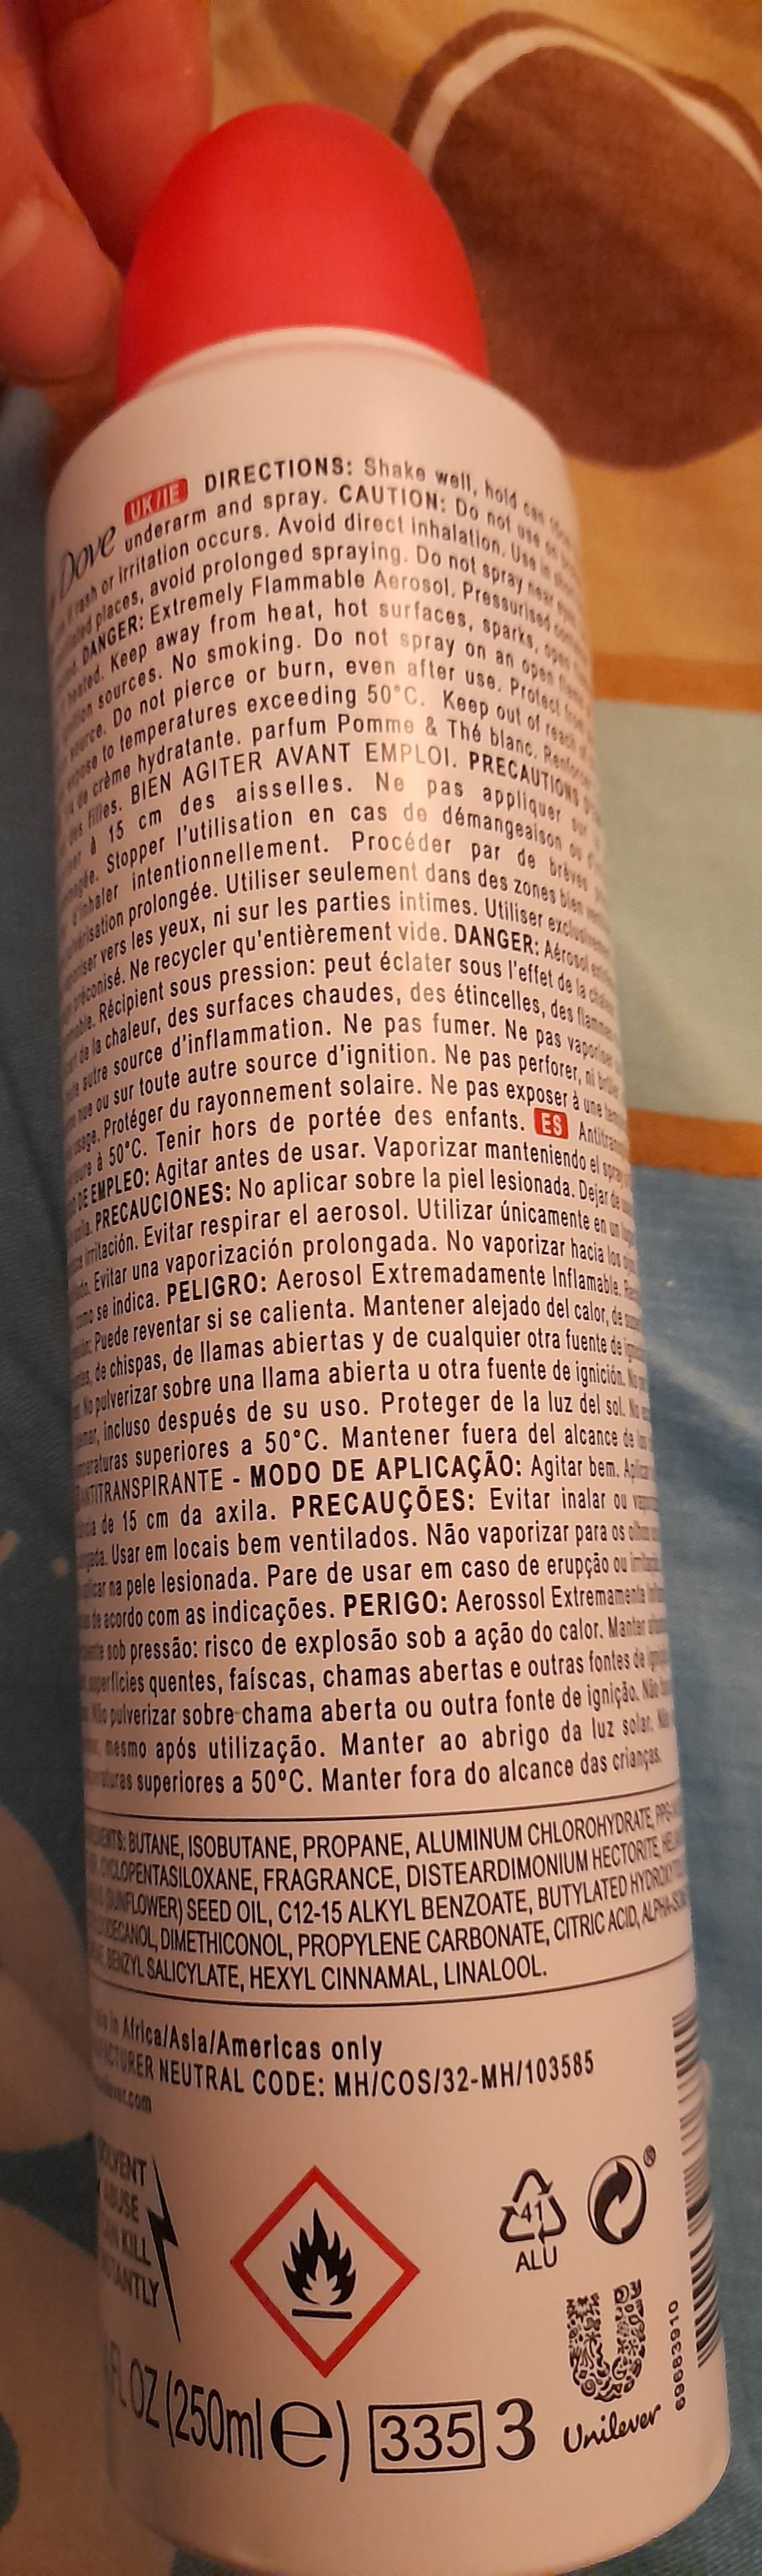 Dove UK/IE DIRECTIONS: Shake well, hold can
underarm and spray. CAUTION: Do not use on
rash or irritation occurs. Avoid direct inhalation. Use in
places, avoid prolonged spraying. Do not spray near eyes
DANGER: Extremely Flammable Aerosol. Pressurised
heated. Keep away from heat, hot surfaces, sparks, open
sources. No smoking. Do not spray on an open flame
source. Do not pierce or burn, even after use. Protect from
to temperatures exceeding 50°C. Keep out of reach
de crème hydratante. parfum Pomme & Thé blanc.
des filles. BIEN AGITER AVANT EMPLOI. PRECAUTIONS
à 15 cm des aisselles. Ne pas appliquer sur
Stopper l'utilisation en cas de démangeaison ou
inhaler intentionnellement. Procéder par de brèves
prolongée. Utiliser seulement dans des zones bien
vers les yeux, ni sur les parties intimes. Utiliser
préconisé. Ne recycler qu'entièrement vide. DANGER: Aérosol
Récipient sous pression: peut éclater sous l'effet de la
de la chaleur, des surfaces chaudes, des étincelles, des
autre source d'inflammation. Ne pas fumer. Ne pas vaporiser
nue ou sur toute autre source d'ignition. Ne pas perforer, ni
usage. Protéger du rayonnement solaire. Ne pas exposer à une
à 50°C. Tenir hors de portée des enfants. ES
DE EMPLEO: Agitar antes de usar. Vaporizar manteniendo el
PRECAUCIONES: No aplicar sobre la piel lesionada. Dejar de
irritación. Evitar respirar el aerosol. Utilizar únicamente en
Evitar una vaporización prolongada. No vaporizar hacia los
como se indica. PELIGRO: Aerosol Extremadamente Inflamable.
Puede reventar si se calienta. Mantener alejado del calor, de
de chispas, de llamas abiertas y de cualquier otra fuente de
No pulverizar sobre una llama abierta u otra fuente de ignición.
incluso después de su uso. Proteger de la luz del sol. No
superiores a 50°C. Mantener fuera del alcance de
ANTITRANSPIRANTE - MODO DE APLICAÇÃO: Agitar bem.
de 15 cm da axila. PRECAUÇÕES: Evitar inalar ou
Usar em locais bem ventilados. Não vaporizar para os olhos
na pele lesionada. Pare de usar em caso de erupção ou
de acordo com as indicações. PERIGO: Aerossol Extremamente
sob pressão: risco de explosão sob a ação do calor. Manter
superfícies quentes, faíscas, chamas abertas e outras fontes de
Não pulverizar sobre chama aberta ou outra fonte de ignição. Não
mesmo após utilização. Manter ao abrigo da luz solar.
superiores a 50°C. Manter fora do alcance das crianças.
BUTANE, ISOBUTANE, PROPANE, ALUMINUM CHLOROHYDRATE,
CYCLOPENTASILOXANE, FRAGRANCE, DISTEARDIMONIUM HECTORITE,
(SUNFLOWER) SEED OIL, C12-15 ALKYL BENZOATE, BUTYLATED
DIMETHICONOL, PROPYLENE CARBONATE, CITRIC ACID,
BENZYL SALICYLATE, HEXYL CINNAMAL, LINALOOL.
in Africa/Asia/Americas only
NEUTRAL CODE: MH/COS/32-MH/103585
SOLVENT
ABUSE
CAN KILL
INSTANTLY
41
ALU
FL OZ (250ml e) 335 3
Unilever
69683910